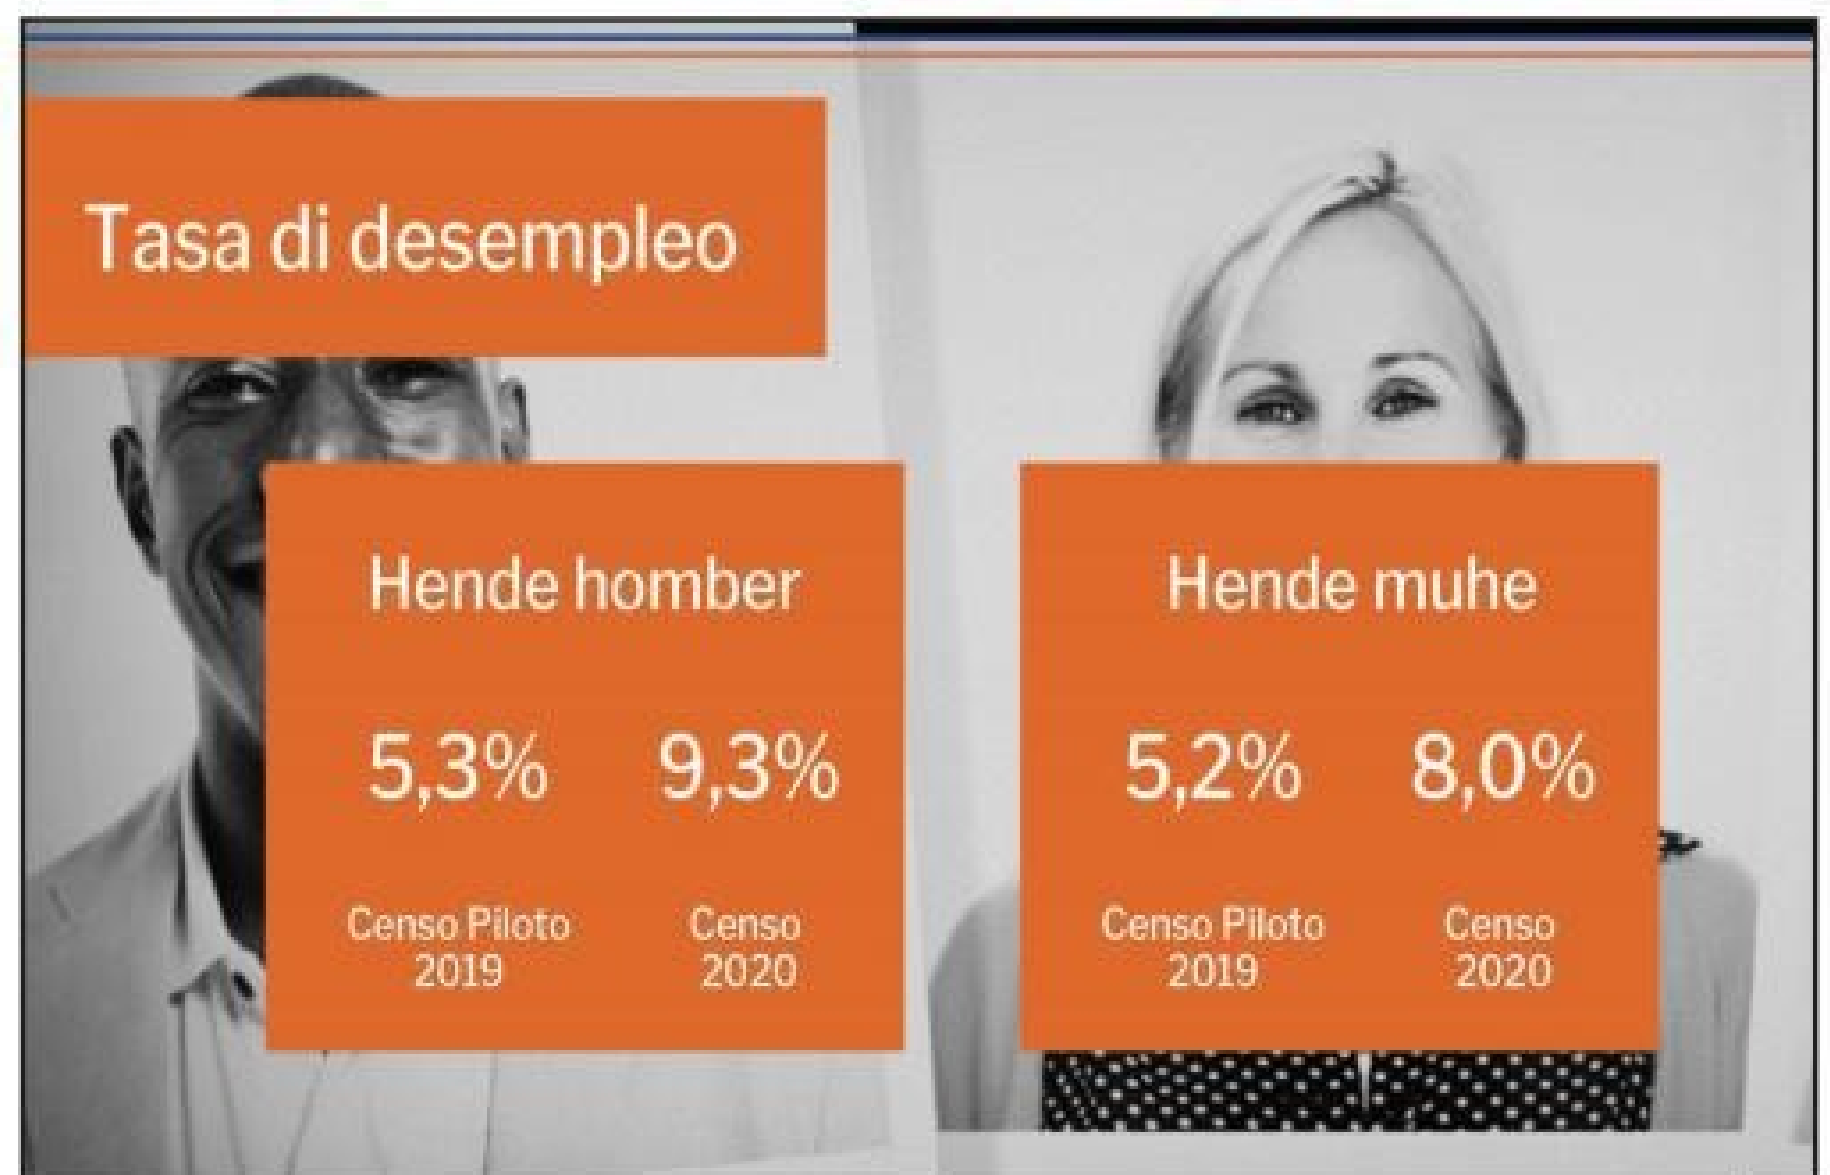 Tasa di desempleo
Hende homber
5,3% 9,3%
Censo Piloto
2019
Censo
2020
Hende muhe
5,2% 8,0%
Censo Piloto
2019
Censo
2020